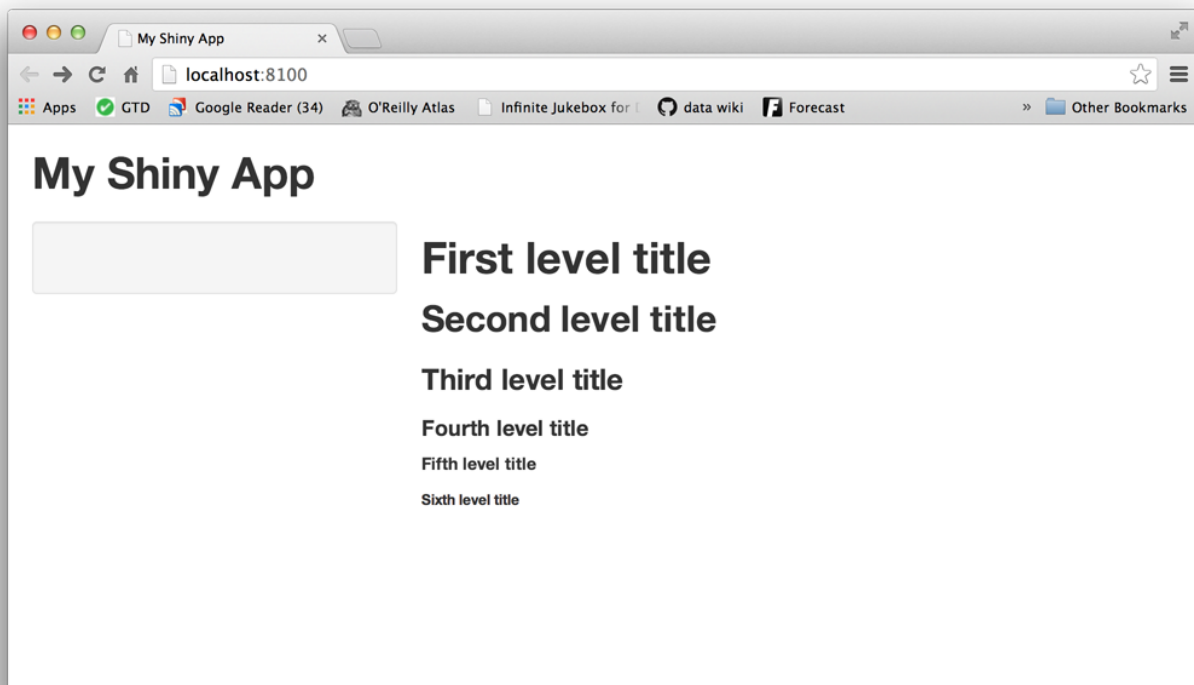 My Shiny App
localhost:8100
Apps GTD Google Reader (34) O'Reilly Atlas Infinite Jukebox for data wiki Forecast » Other Bookmarks
My Shiny App
First level title
Second level title
Third level title
Fourth level title
Fifth level title
Sixth level title